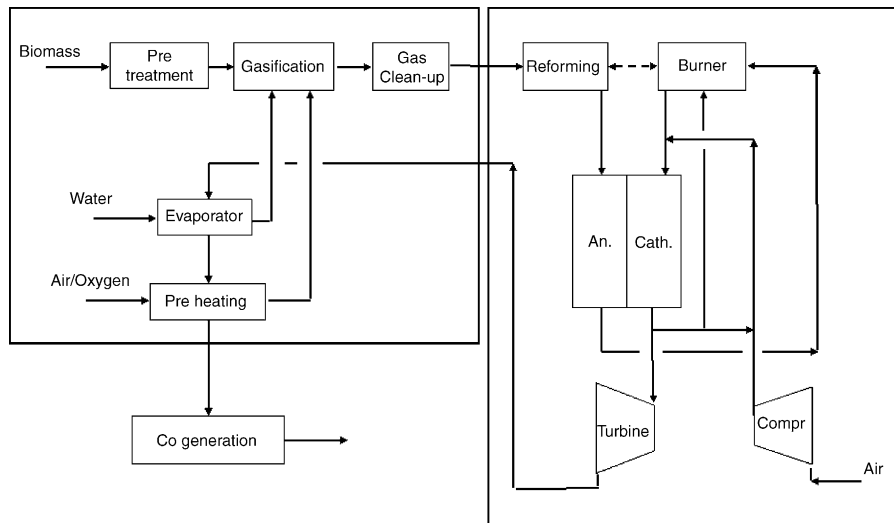 Biomass
Pre
treatment
Gasification
Gas
Clean-up
Reforming
Burner
Water
Evaporator
An.
Cath.
Air/Oxygen
Pre heating
Co generation
Turbine
Compr
Air